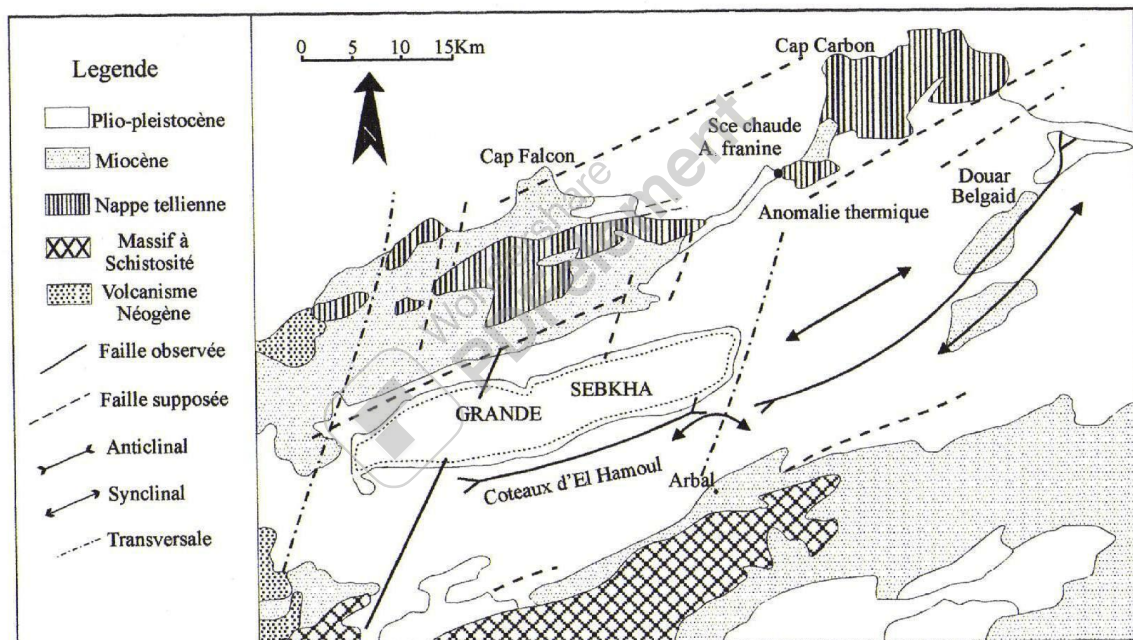 Legende
Plio-pleistocène
Miocène
Nappe tellienne
Massif à
Schistosité
Volcanisme
Néogène
Faille observée
Faille supposée
Anticlinal
Synclinal
Transversale
0 5 10 15Km
Cap Carbon
Sce chaude
A. franine
Cap Falcon
Douar
Belgaid
Anomalie thermique
GRANDE SEBKHA
Coteaux d'El Hamoul
Arbal
Wondershare
PDFelement